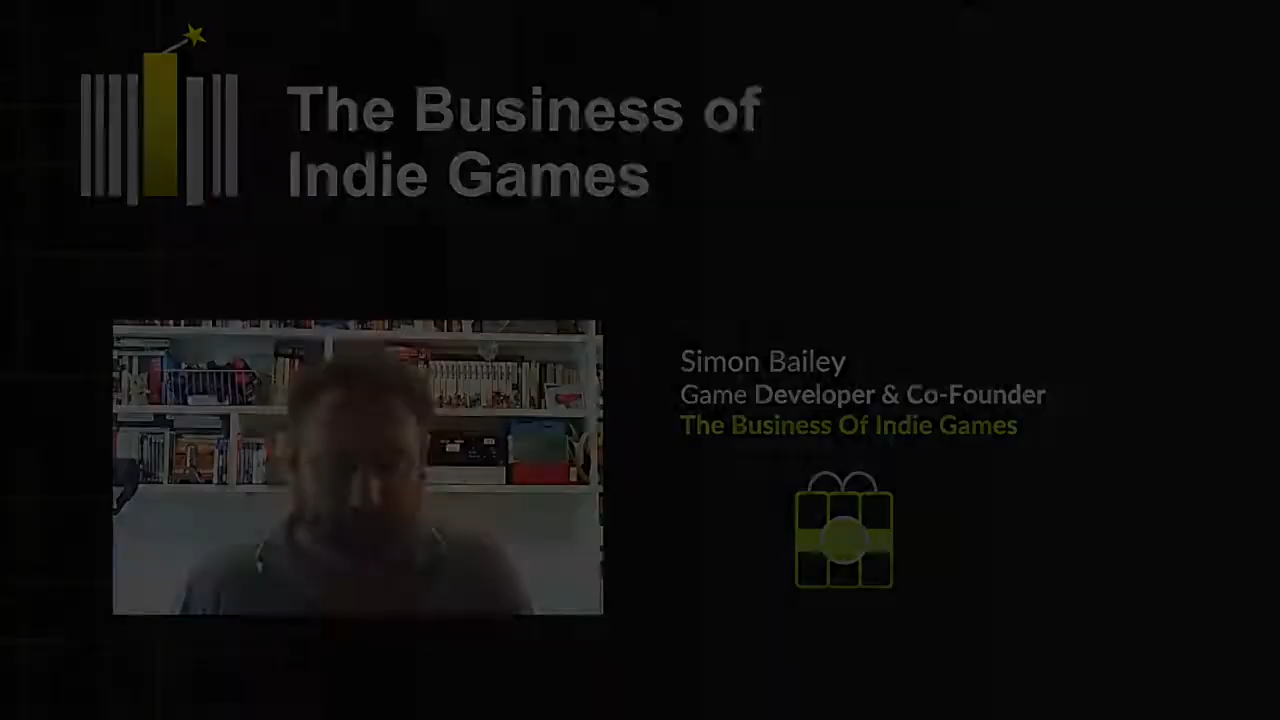 The Business of
Indie Games
Simon Bailey
Game Developer & Co-Founder
The Business Of Indie Games